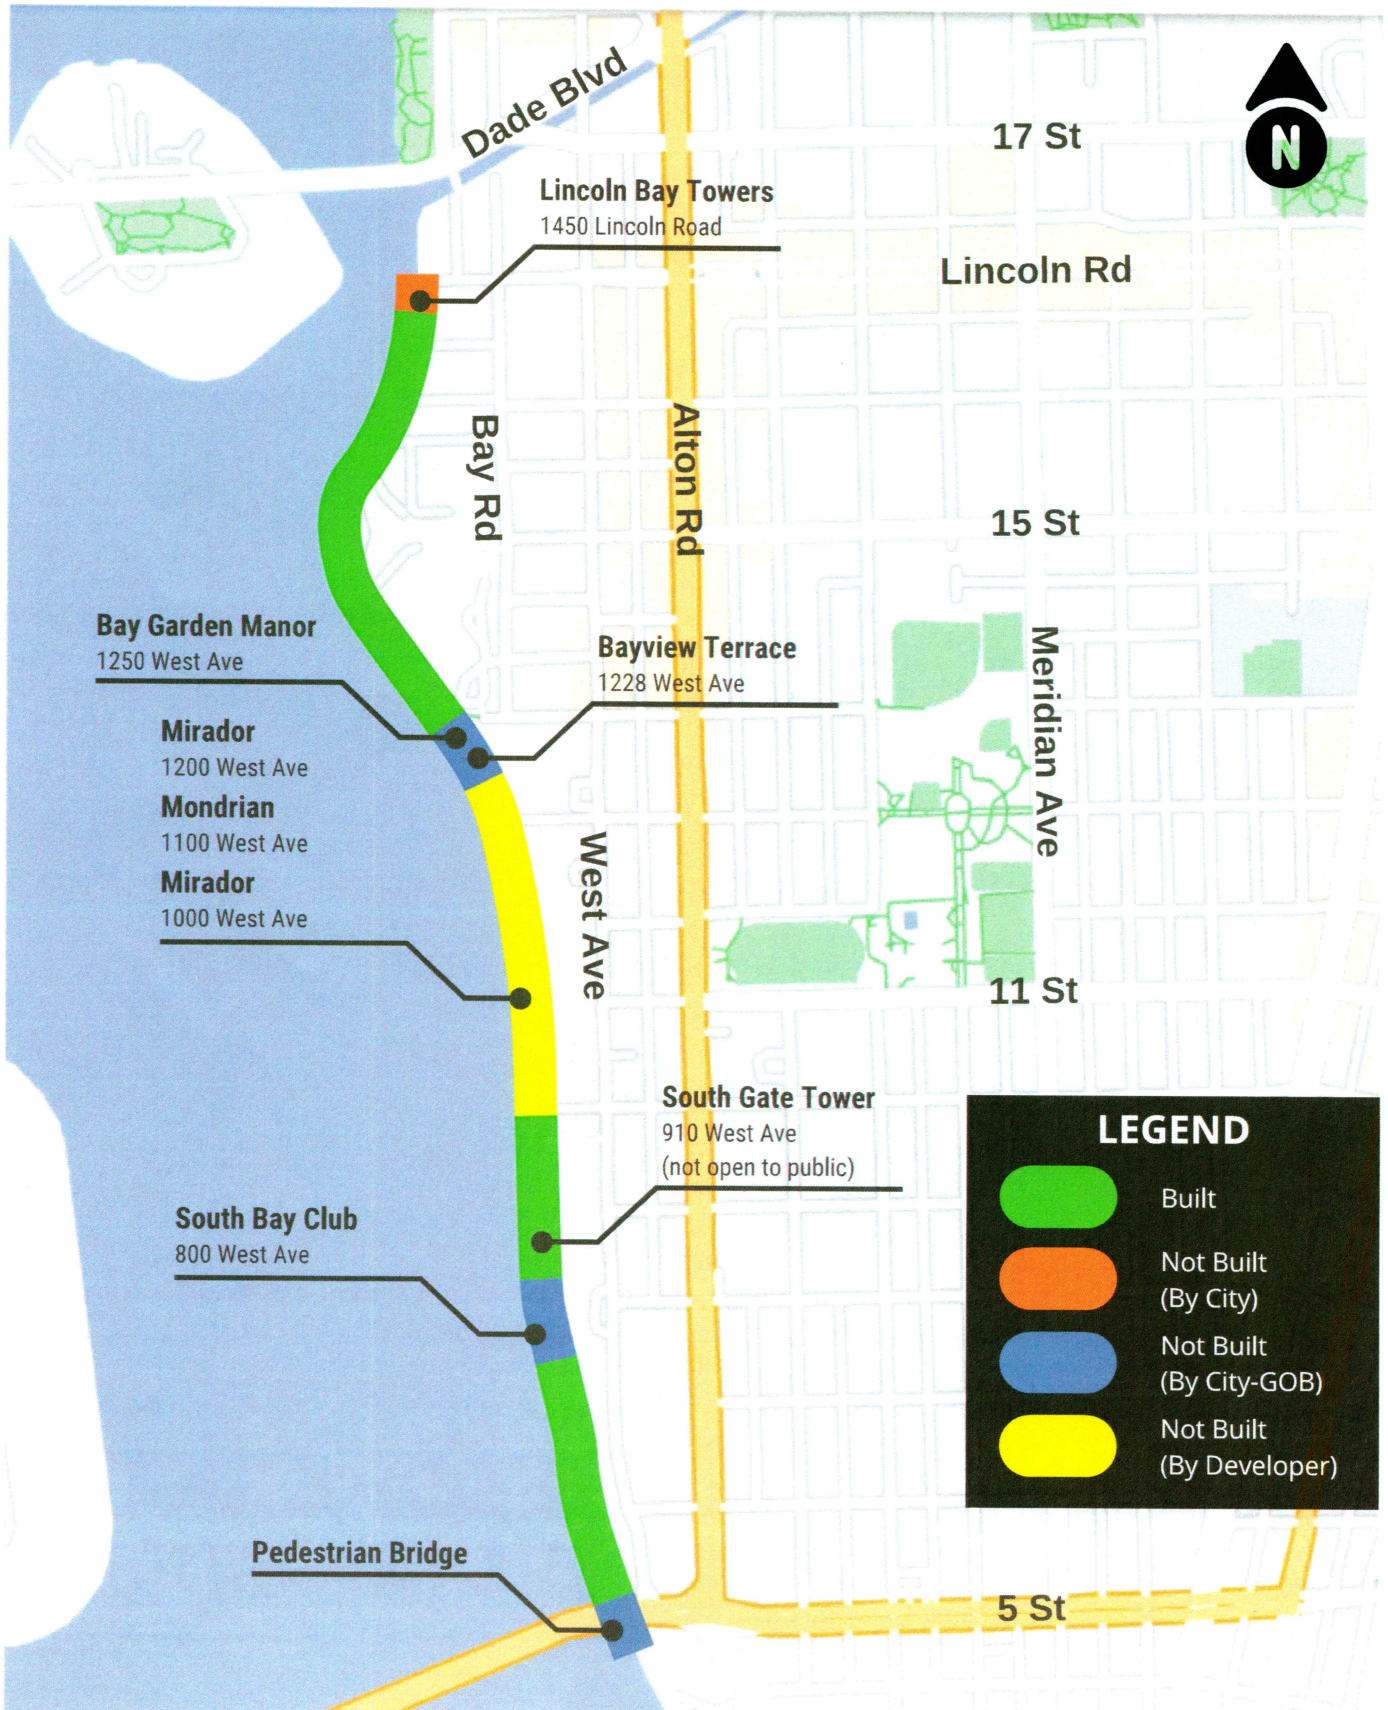 Dade Blvd
17 St
N
Lincoln Bay Towers
1450 Lincoln Road
Lincoln Rd
Bay Rd
Alton Rd
15 St
Bay Garden Manor
1250 West Ave
Bayview Terrace
1228 West Ave
Meridian Ave
Mirador
1200 West Ave
Mondrian
1100 West Ave
Mirador
1000 West Ave
West Ave
11 St
South Gate Tower
910 West Ave
(not open to public)
South Bay Club
800 West Ave
LEGEND
Built
Not Built
(By City)
Not Built
(By City-GOB)
Not Built
(By Developer)
Pedestrian Bridge
5 St